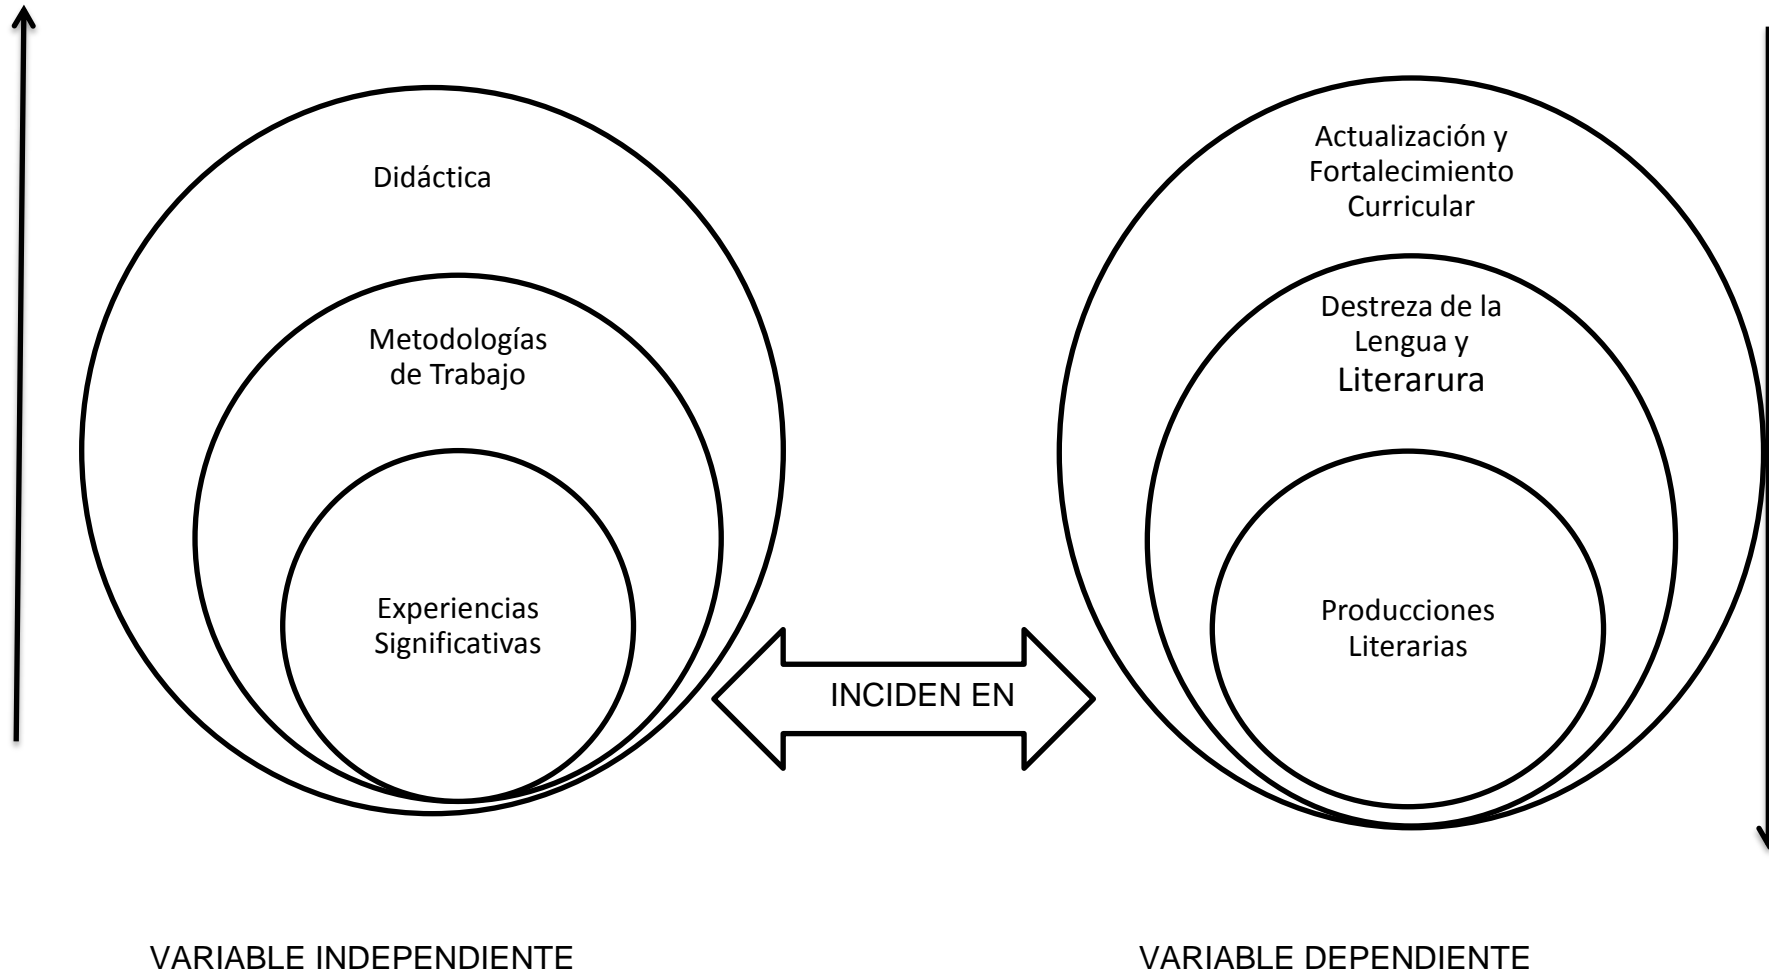 Didáctica
Metodologías
de Trabajo
Experiencias
Significativas
INCIDEN EN
Actualización y
Fortalecimiento
Curricular
Destreza de la
Lengua y
Literarura
Producciones
Literarias
VARIABLE INDEPENDIENTE
VARIABLE DEPENDIENTE